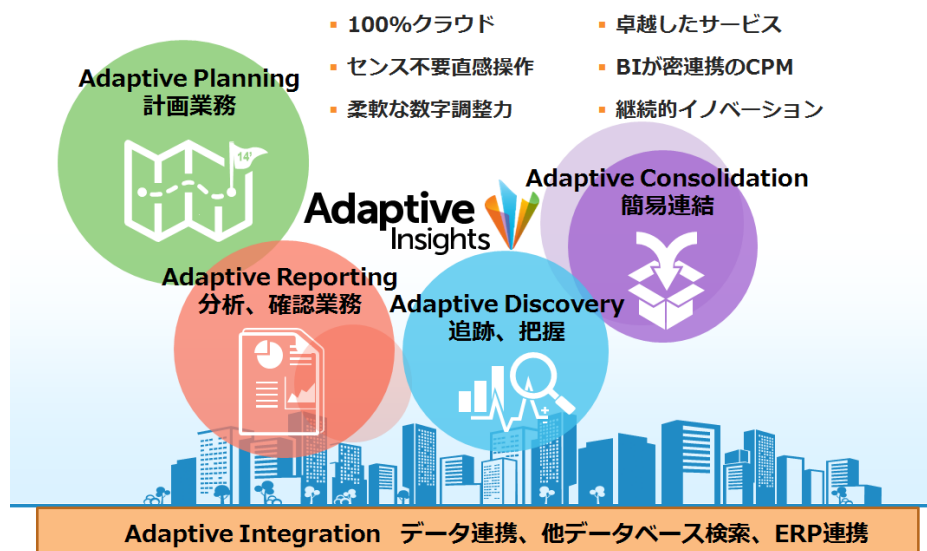 ▪ 100%クラウド
▪ センス不要直感操作
▪ 柔軟な数字調整力
▪ 卓越したサービス
▪ BIが密連携のCPM
▪ 継続的イノベーション
Adaptive Planning
計画業務
14'
Adaptive Insights
Adaptive Consolidation
簡易連結
Adaptive Reporting
分析、確認業務
Adaptive Discovery
追跡、把握
Adaptive Integration データ連携、他データベース検索、ERP連携